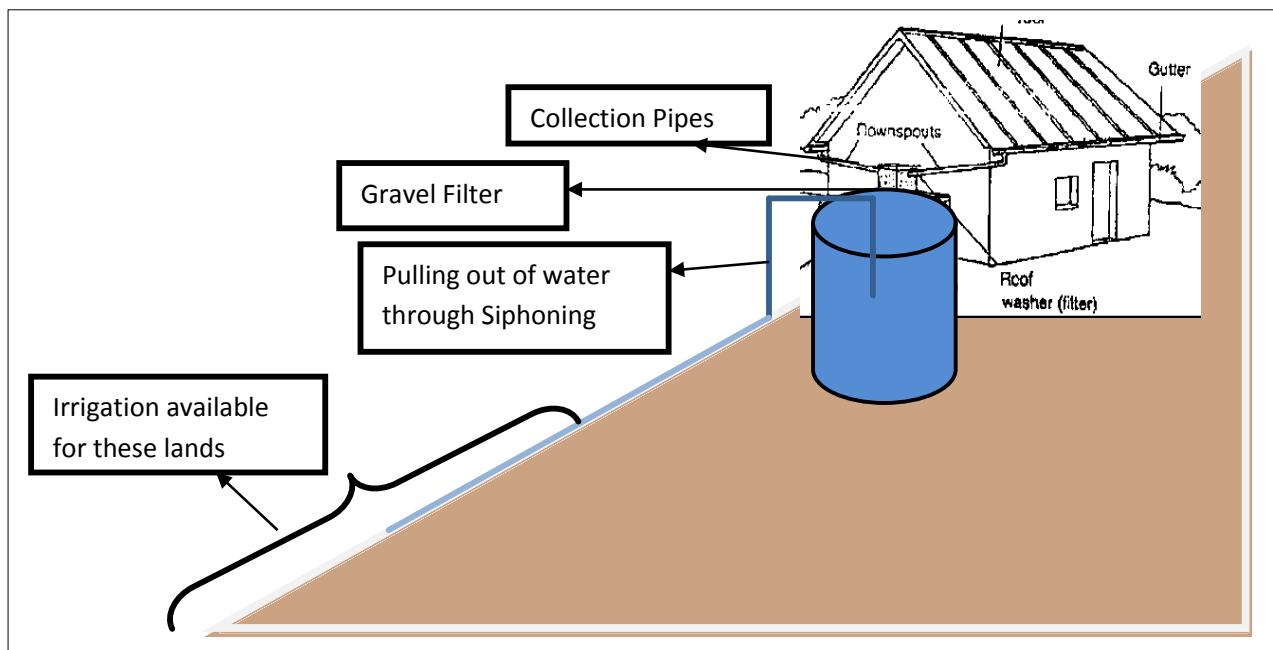 Gutter
Collection Pipes
Downspouts
Gravel Filter
Pulling out of water
through Siphoning
Roof
washer (filter)
Irrigation available
for these lands